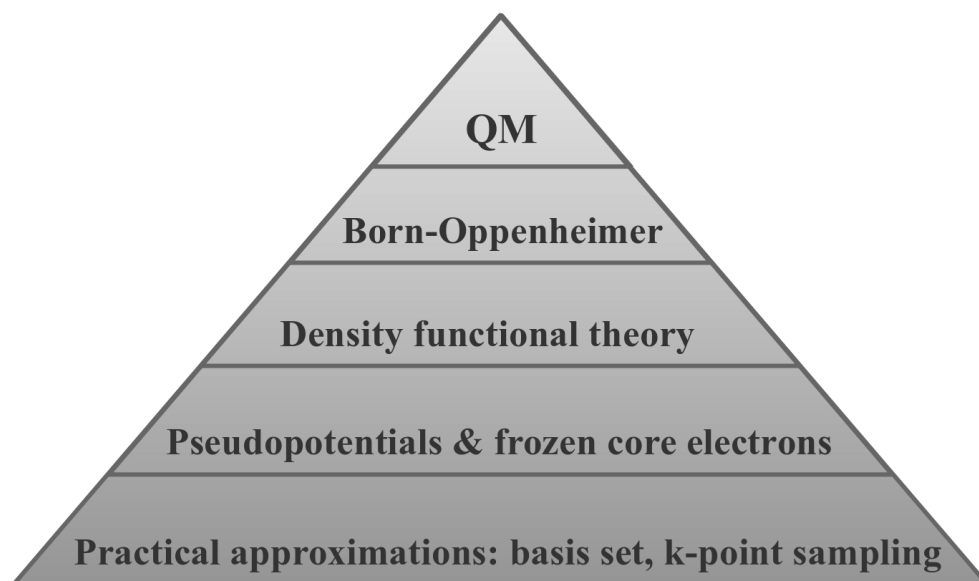 QM
Born-Oppenheimer
Density functional theory
Pseudopotentials & frozen core electrons
Practical approximations: basis set, k-point sampling